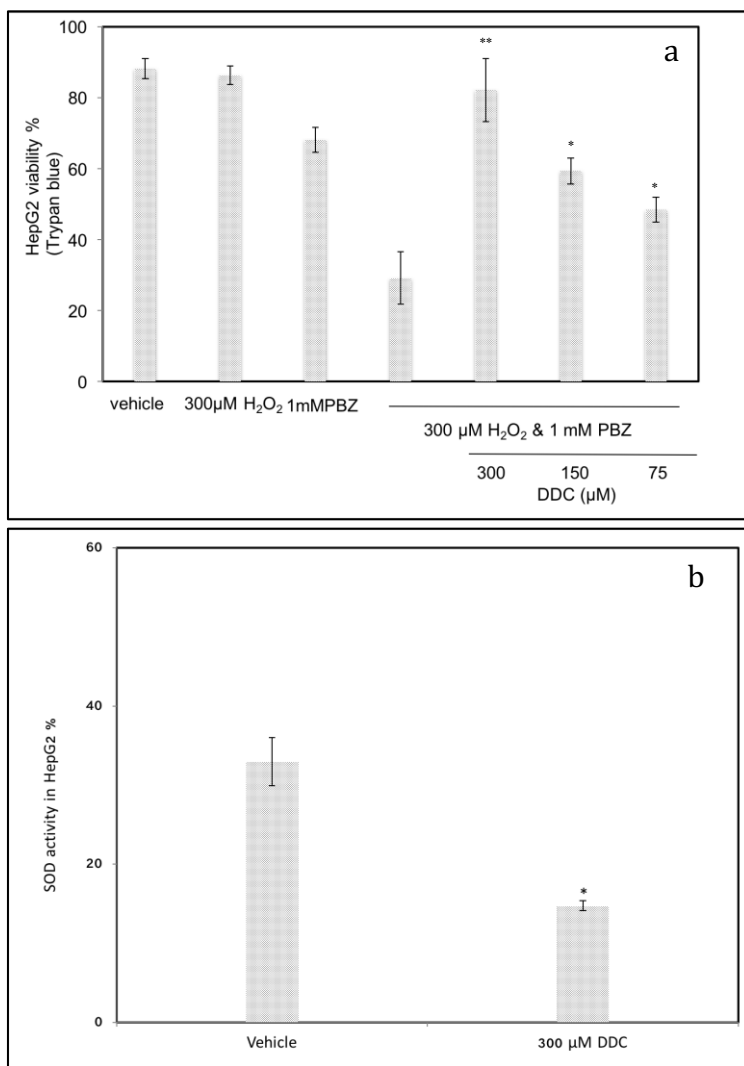 a
100
80
60
40
20
0
HepG2 viability %
(Trypan blue)
**
*
*
vehicle 300µM H₂O₂ 1mMPBZ
300 µM H₂O₂ & 1 mM PBZ
300 150 75
DDC (µM)
b
60
40
20
0
SOD activity in HepG2 %
*
Vehicle 300 µM DDC